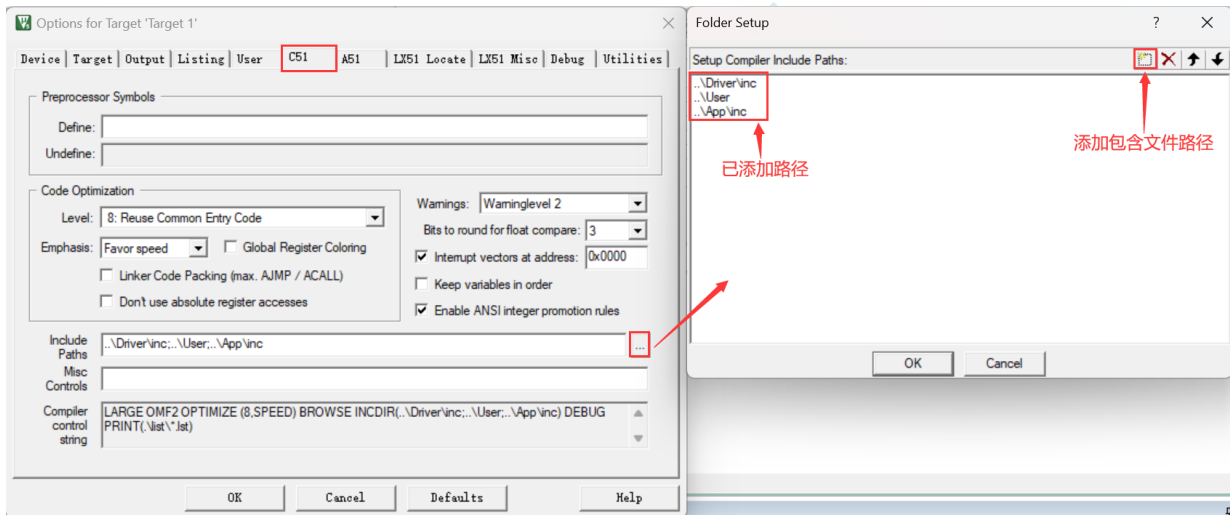 Options for Target 'Target 1'
Device Target Output Listing User C51 A51 LX51 Locate LX51 Misc Debug Utilities
Preprocessor Symbols
Define:
Undefine:
Code Optimization
Level: 8: Reuse Common Entry Code
Emphasis: Favor speed Global Register Coloring
Linker Code Packing (max. AJMP / ACALL)
Don't use absolute register accesses
Warnings: Warninglevel 2
Bits to round for float compare: 3
Interrupt vectors at address: 0x0000
Keep variables in order
Enable ANSI integer promotion rules
Include
Paths
..\Driver\inc;..\User;..\App\inc
...
Misc
Controls
Compiler
control
string
LARGE OMF2 OPTIMIZE (8,SPEED) BROWSE INCDIR(..\Driver\inc;..\User;..\App\inc) DEBUG
PRINT(.\list\*.lst)
OK Cancel Defaults Help
Folder Setup ?
Setup Compiler Include Paths:
..\Driver\inc
..\User
..\App\inc
已添加路径
添加包含文件路径
OK Cancel